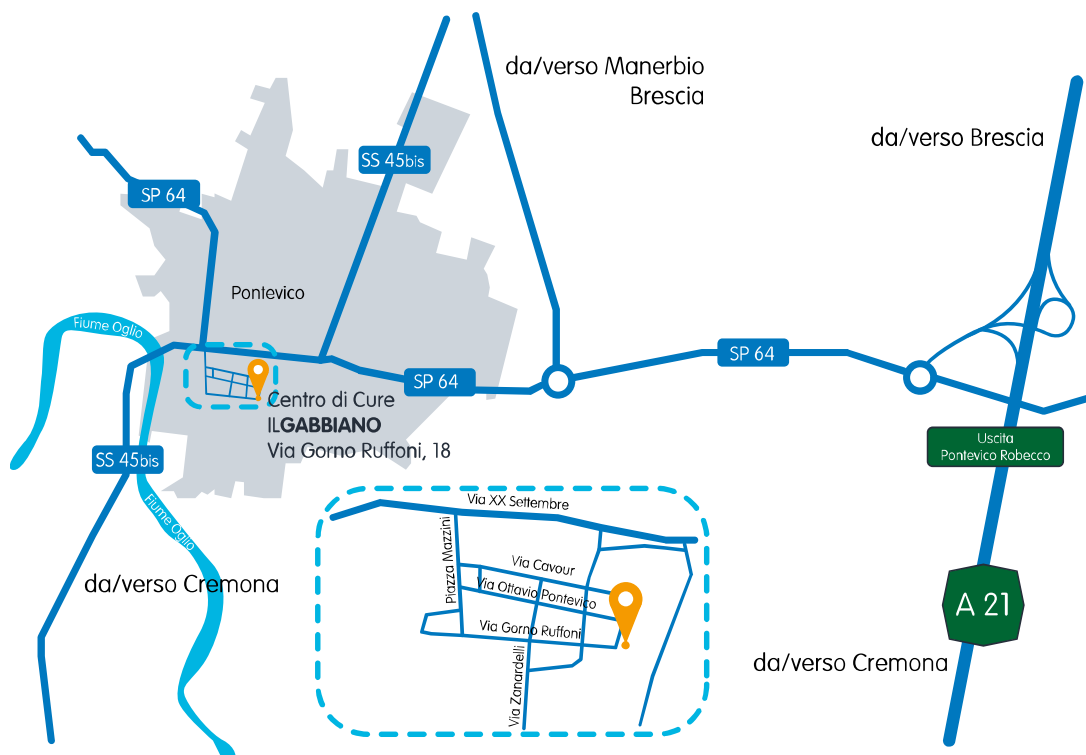 da/verso Manerbio
Brescia
da/verso Brescia
SS 45bis
SP 64
Pontevico
Fiume Oglio
SP 64
SP 64
Centro di Cure
ILGABBIANO
Via Gorno Ruffoni, 18
Uscita
Pontevico Robecco
SS 45bis
Fiume Oglio
da/verso Cremona
Via XX Settembre
Piazza Mazzini
Via Cavour
Via Ottavio Pontevico
Via Gorno Ruffoni
Via Zanardelli
A 21
da/verso Cremona